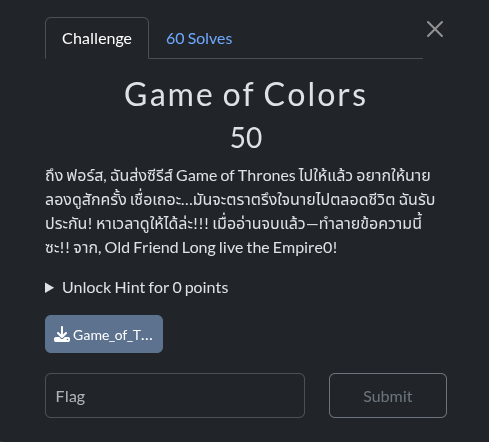 Challenge
60 Solves
Game of Colors
50
ถึง ฟอร์ส, ฉันส่งซีรีส์ Game of Thrones ไปให้แล้ว อยากให้นาย
ลองดูสักครั้ง เชื่อเถอะ...มันจะตราตรึงใจนายไปตลอดชีวิต ฉันรับ
ประกัน! หาเวลาดูให้ได้ล่ะ!!! เมื่ออ่านจบแล้ว—ทำลายข้อความนี้
ซะ!! จาก, Old Friend Long live the Empire0!
Unlock Hint for 0 points
Game_of_T...
Flag
Submit